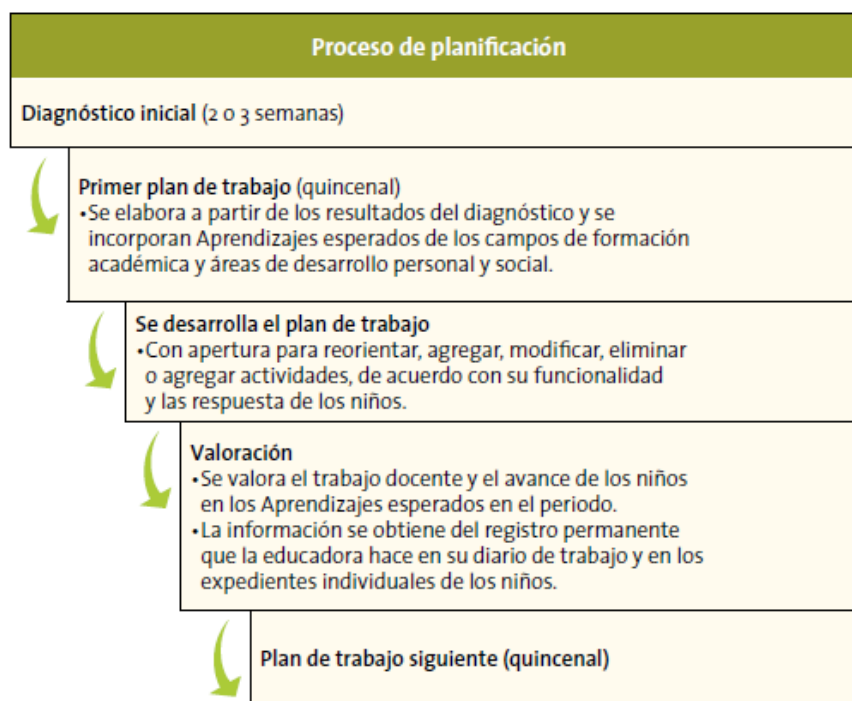 Proceso de planificación
Diagnóstico inicial (2 o 3 semanas)
Primer plan de trabajo (quincenal)
•Se elabora a partir de los resultados del diagnóstico y se
incorporan Aprendizajes esperados de los campos de formación
académica y áreas de desarrollo personal y social.
Se desarrolla el plan de trabajo
•Con apertura para reorientar, agregar, modificar, eliminar
o agregar actividades, de acuerdo con su funcionalidad
y las respuesta de los niños.
Valoración
•Se valora el trabajo docente y el avance de los niños
en los Aprendizajes esperados en el periodo.
•La información se obtiene del registro permanente
que la educadora hace en su diario de trabajo y en los
expedientes individuales de los niños.
Plan de trabajo siguiente (quincenal)